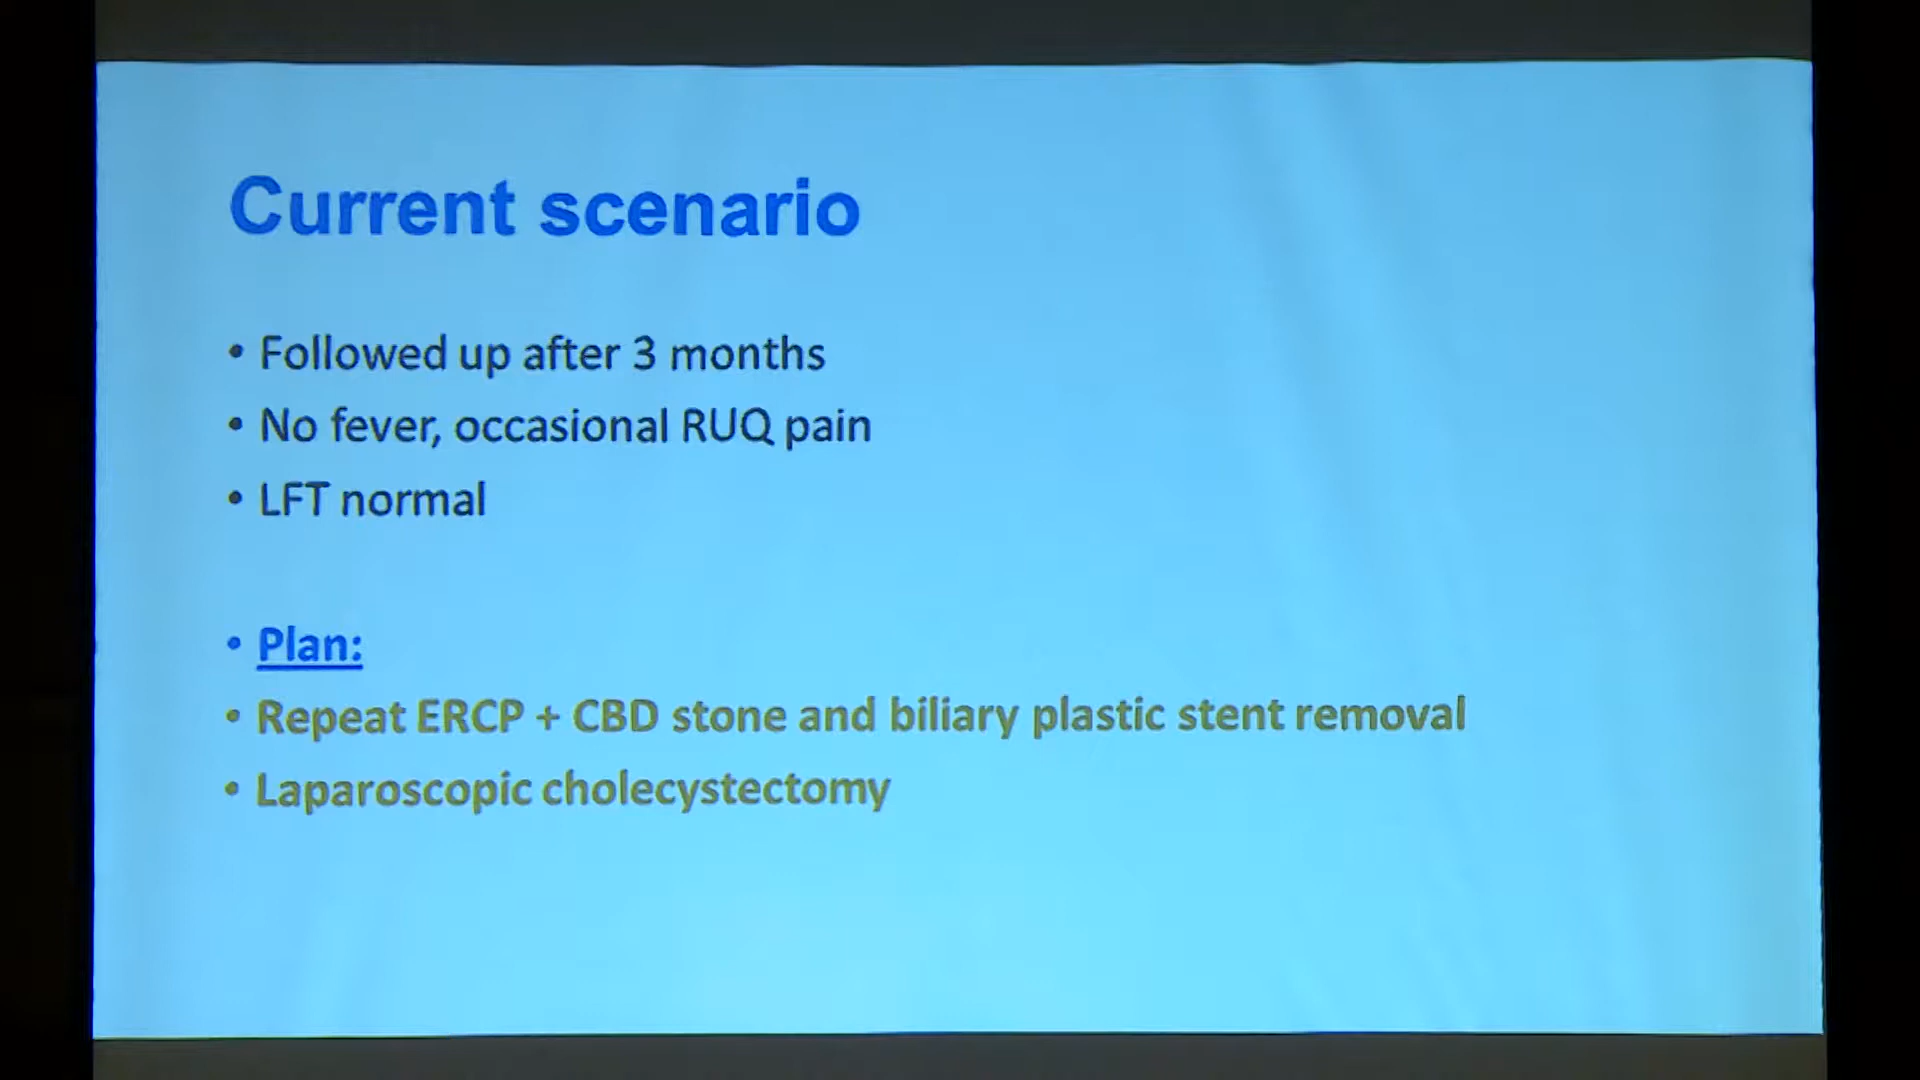 Current scenario
• Followed up after 3 months
• No fever, occasional RUQ pain
• LFT normal
• Plan:
• Repeat ERCP + CBD stone and biliary plastic stent removal
• Laparoscopic cholecystectomy